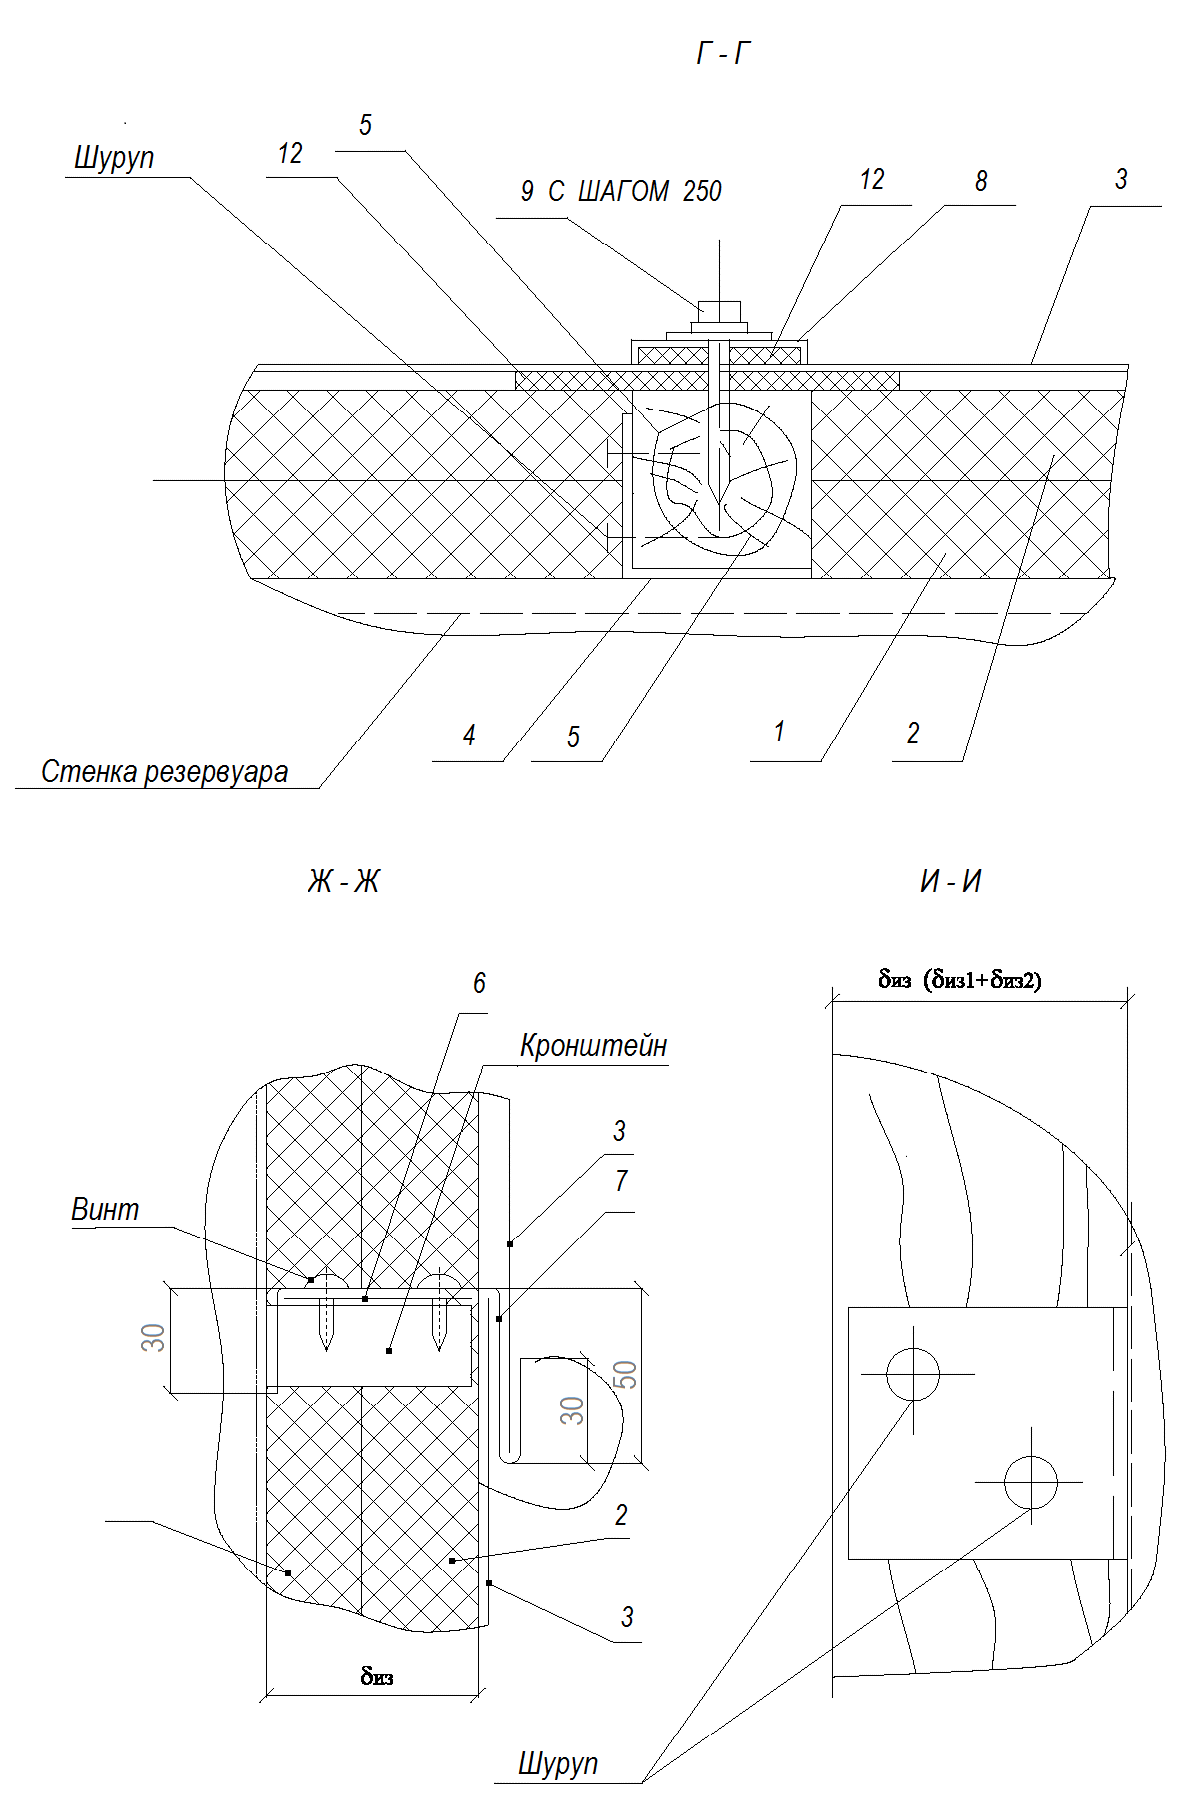 Г - Г
5
Шуруп
12
9 С ШАГОМ 250
12
8
3
4
5
1
2
Стенка резервуара
Ж - Ж
И - И
6
δиз (δиз1+δиз2)
Кронштейн
3
7
Винт
30
50
30
2
3
δиз
Шуруп